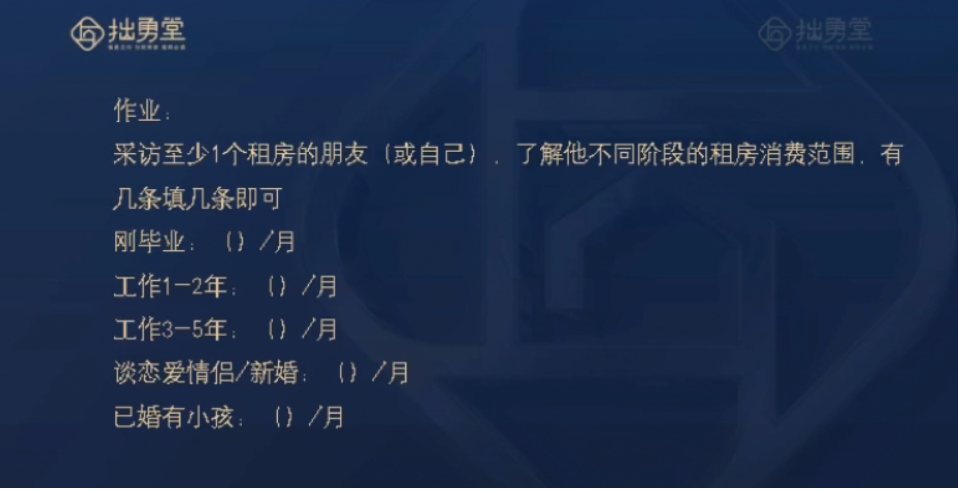 拙勇堂
拙勇堂
作业：
采访至少1个租房的朋友（或自己），了解他不同阶段的租房消费范围，有
几条填几条即可
刚毕业：（）/月
工作1-2年：（）/月
工作3-5年：（）/月
谈恋爱情侣/新婚：（）/月
已婚有小孩：（）/月